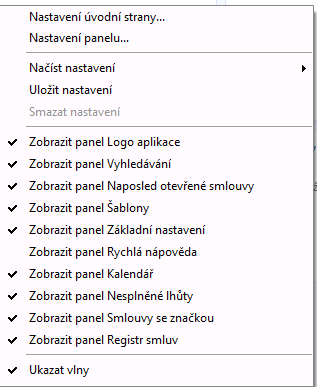 Nastavení úvodní strany...
Nastavení panelu...
Načíst nastavení
Uložit nastavení
Smazat nastavení
Zobrazit panel Logo aplikace
Zobrazit panel Vyhledávání
Zobrazit panel Naposled otevřené smlouvy
Zobrazit panel Šablony
Zobrazit panel Základní nastavení
Zobrazit panel Rychlá nápověda
Zobrazit panel Kalendář
Zobrazit panel Nesplněné lhůty
Zobrazit panel Smlouvy se značkou
Zobrazit panel Registr smluv
Ukazat vlny